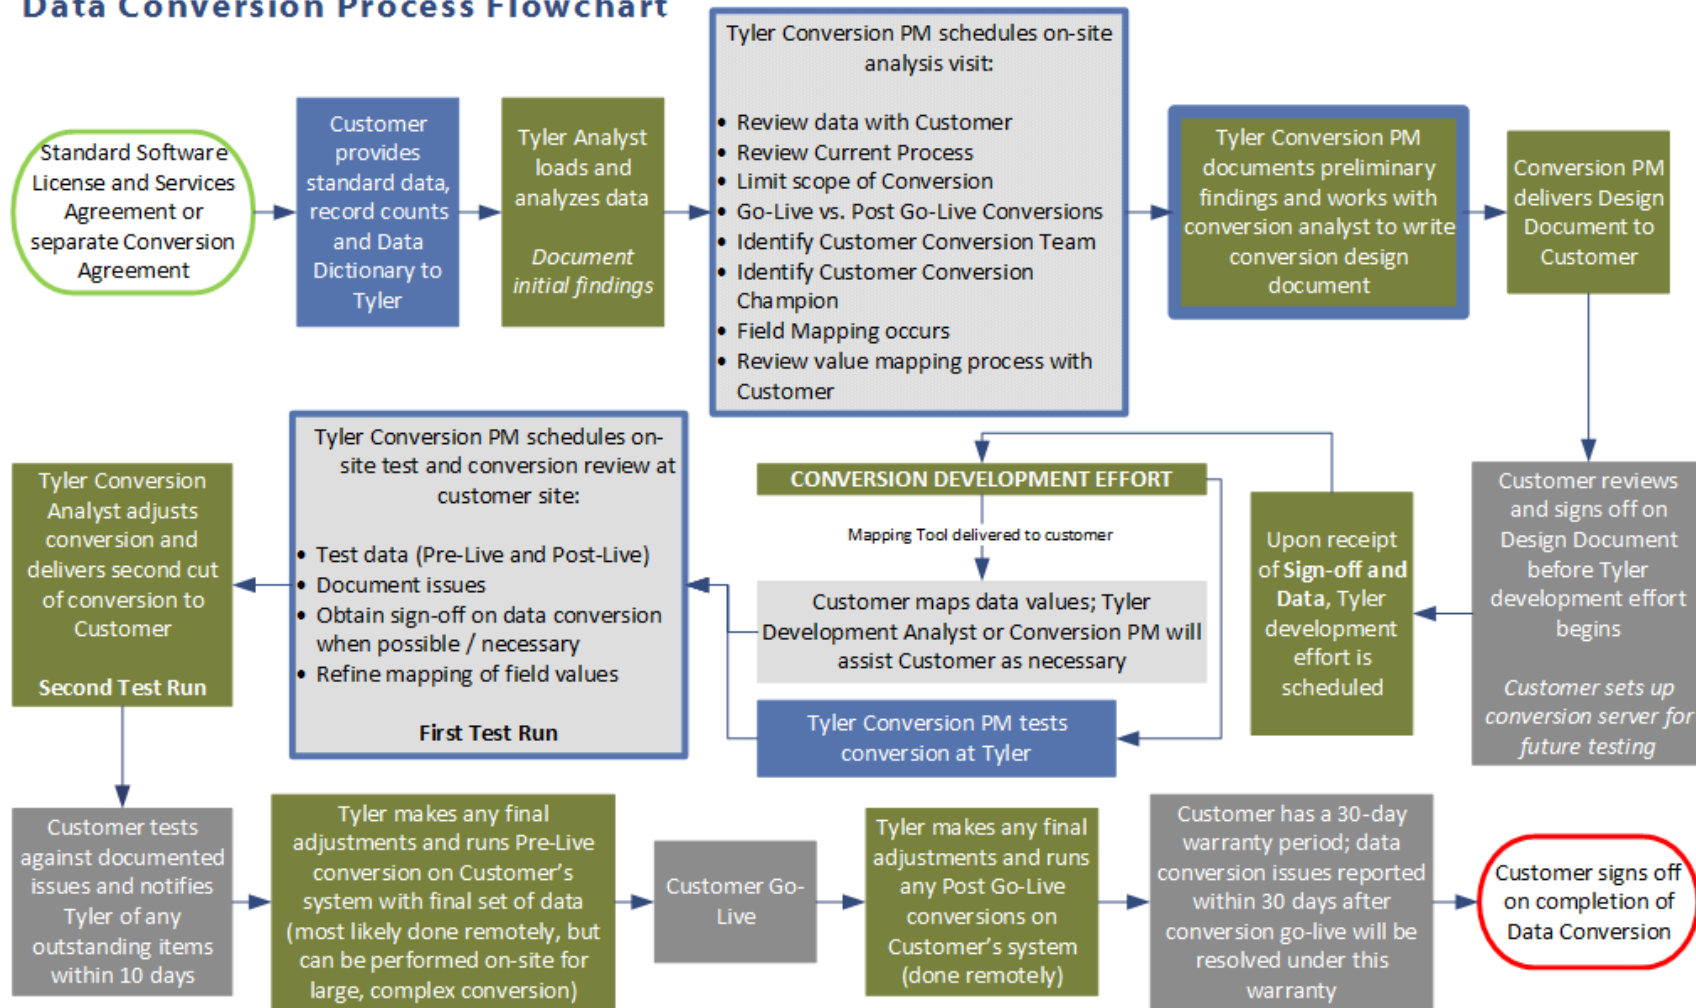 Data Conversion Process Flowchart
Standard Software
License and Services
Agreement or
separate Conversion
Agreement
Customer
provides
standard data,
record counts
and Data
Dictionary to
Tyler
Tyler Analyst
loads and
analyzes data
Document
initial findings
Tyler Conversion PM schedules on-site
analysis visit:
• Review data with Customer
• Review Current Process
• Limit scope of Conversion
• Go-Live vs. Post Go-Live Conversions
• Identify Customer Conversion Team
• Identify Customer Conversion
Champion
• Field Mapping occurs
• Review value mapping process with
Customer
Tyler Conversion PM
documents preliminary
findings and works with
conversion analyst to write
conversion design
document
Conversion PM
delivers Design
Document to
Customer
Customer reviews
and signs off on
Design Document
before Tyler
development effort
begins
Customer sets up
conversion server for
future testing
Upon receipt
of Sign-off and
Data, Tyler
development
effort is
scheduled
CONVERSION DEVELOPMENT EFFORT
Mapping Tool delivered to customer
Customer maps data values; Tyler
Development Analyst or Conversion PM will
assist Customer as necessary
Tyler Conversion PM tests
conversion at Tyler
Tyler Conversion PM schedules on-
site test and conversion review at
customer site:
• Test data (Pre-Live and Post-Live)
• Document issues
• Obtain sign-off on data conversion
when possible / necessary
• Refine mapping of field values
First Test Run
Tyler Conversion
Analyst adjusts
conversion and
delivers second cut
of conversion to
Customer
Second Test Run
Customer tests
against documented
issues and notifies
Tyler of any
outstanding items
within 10 days
Tyler makes any final
adjustments and runs Pre-Live
conversion on Customer's
system with final set of data
(most likely done remotely, but
can be performed on-site for
large, complex conversion)
Customer Go-
Live
Tyler makes any final
adjustments and runs
any Post Go-Live
conversions on
Customer's system
(done remotely)
Customer has a 30-day
warranty period; data
conversion issues reported
within 30 days after
conversion go-live will be
resolved under this
warranty
Customer signs off
on completion of
Data Conversion